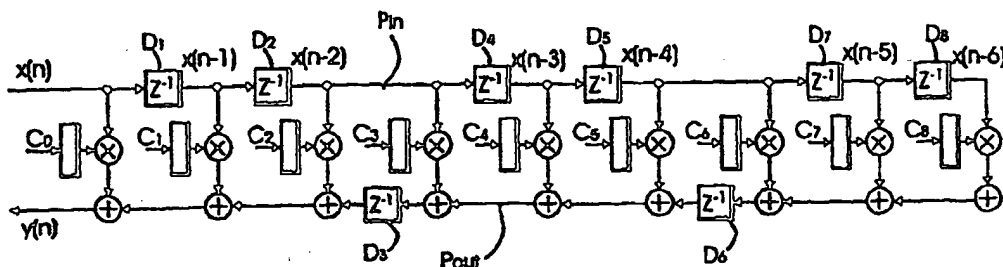 Pin
D1 D2 D4 D5 D7 D8
x(n) x(n-1) x(n-2) x(n-3) x(n-4) x(n-5) x(n-6)
Z-1 Z-1 Z-1 Z-1 Z-1 Z-1
C0 C1 C2 C3 C4 C5 C6 C7 C8
Z-1 Z-1
y(n)
D3 Pout D6